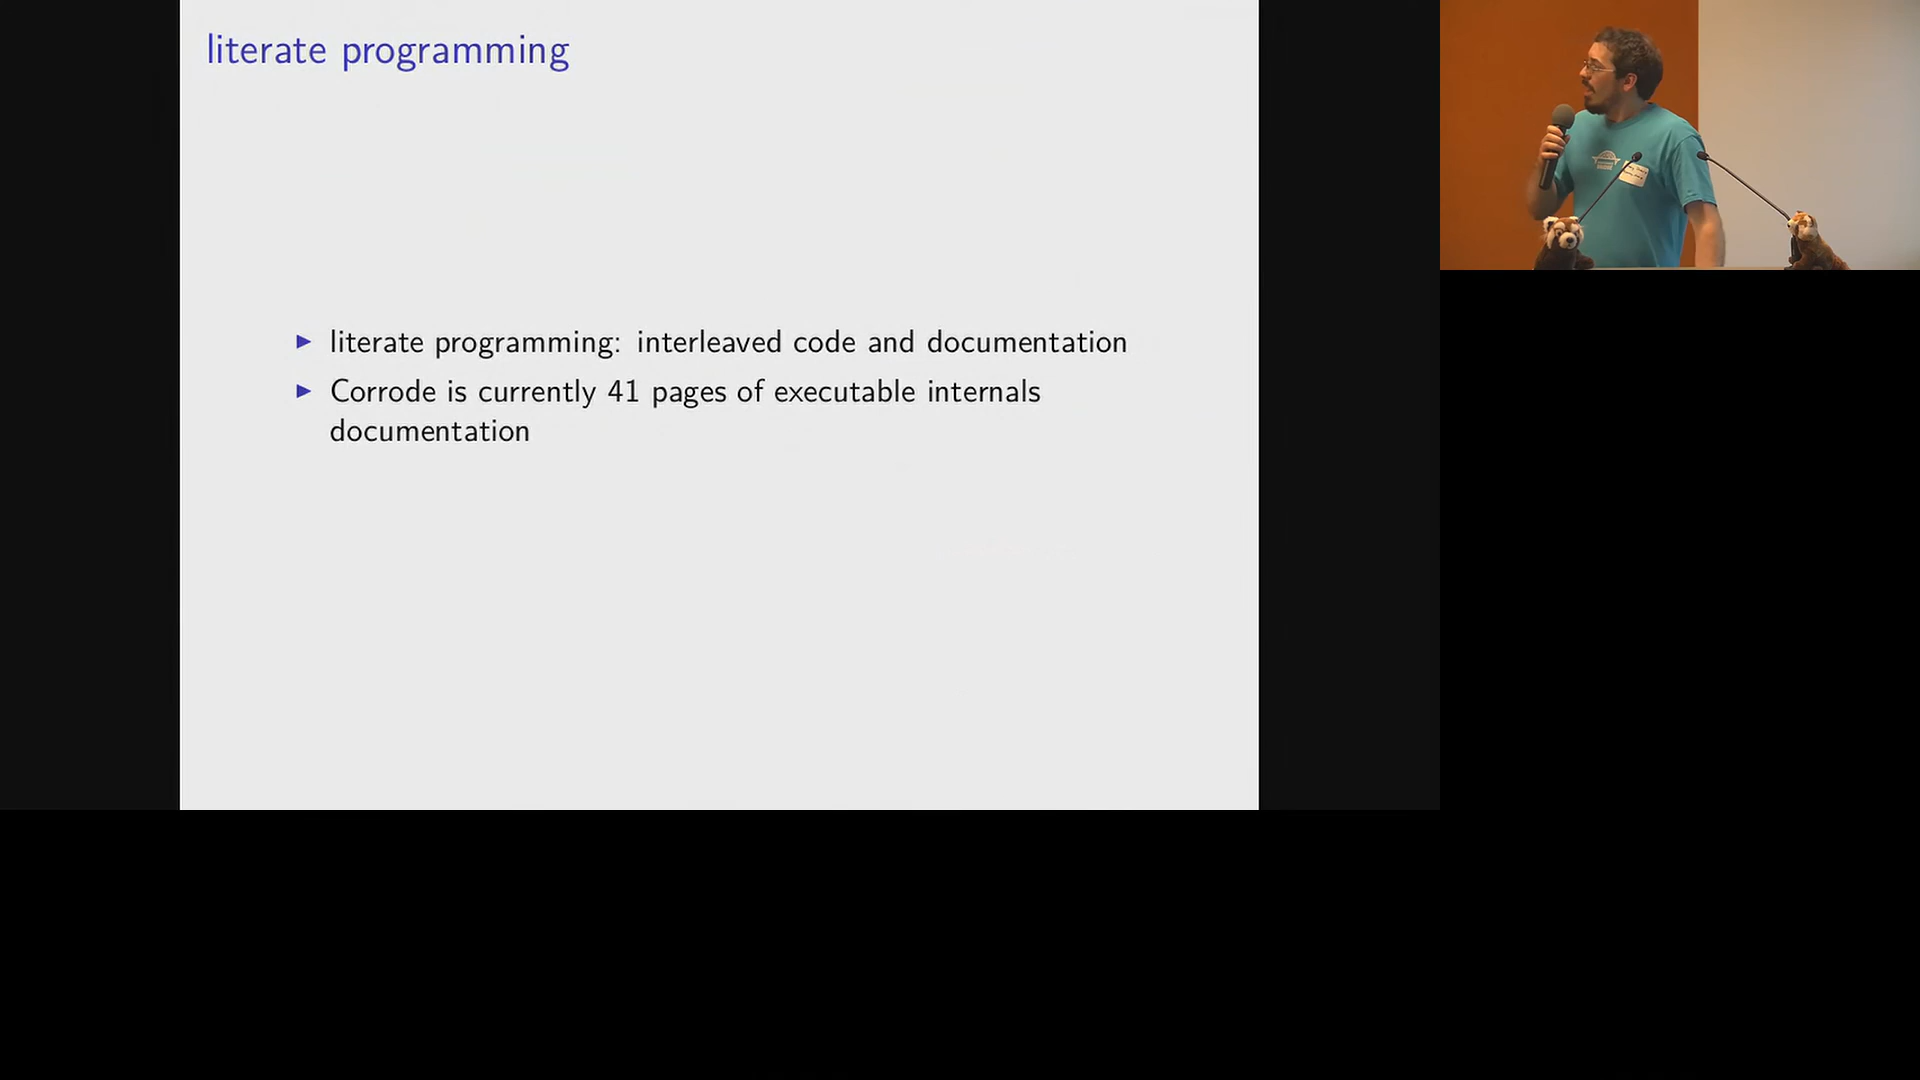 literate programming
▶ literate programming: interleaved code and documentation
▶ Corrode is currently 41 pages of executable internals
documentation